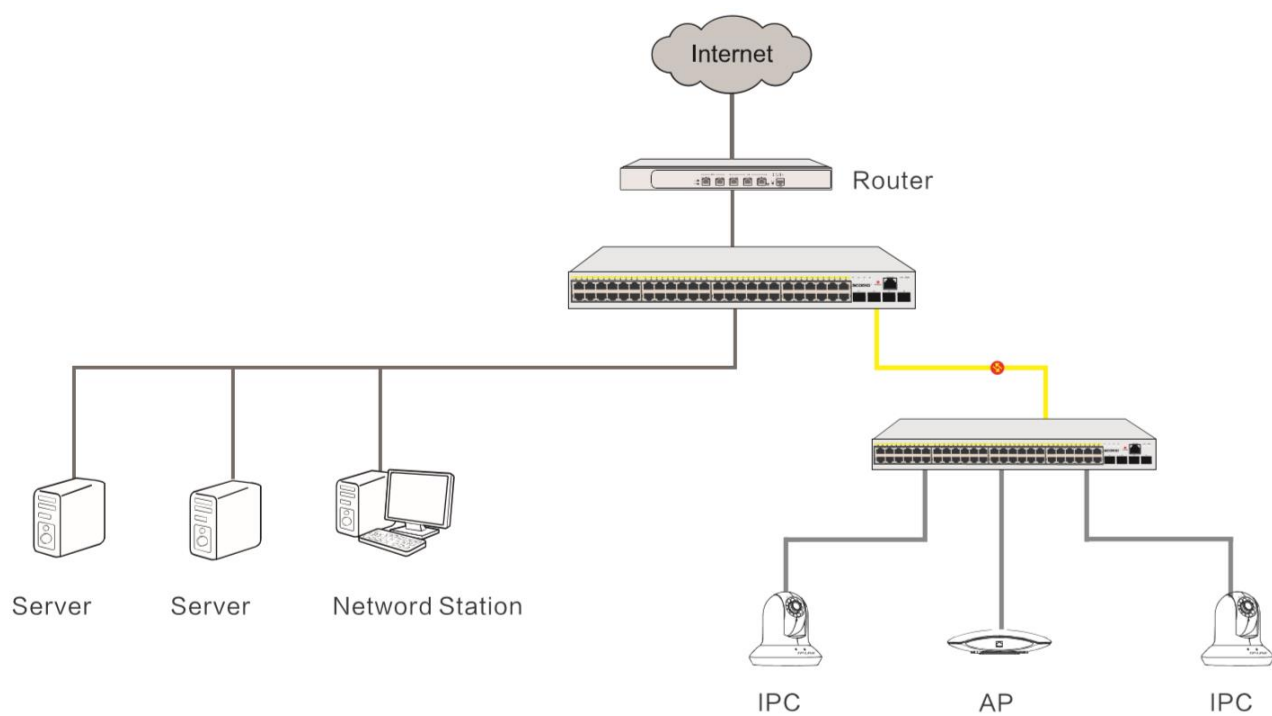 Internet
Router
Server
Server
Netword Station
IPC
AP
IPC